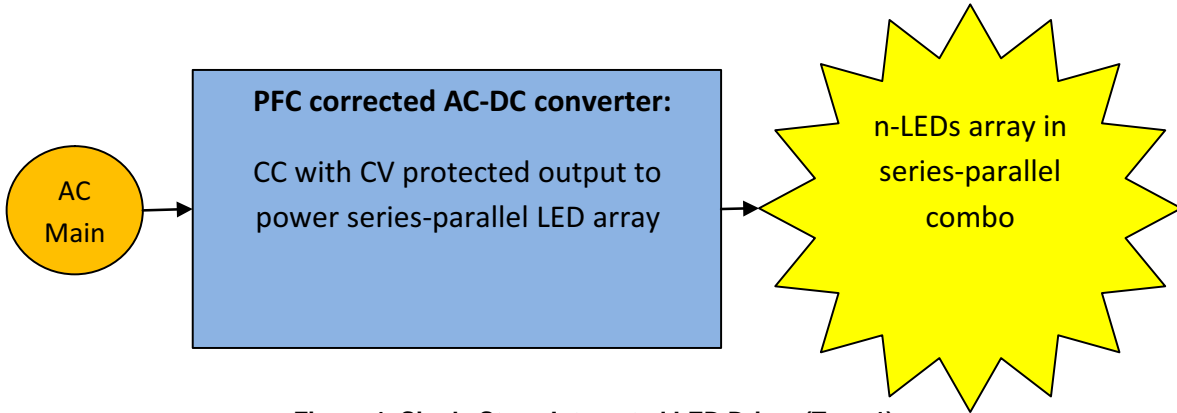 PFC corrected AC-DC converter:
CC with CV protected output to
power series-parallel LED array
AC
Main
n-LEDs array in
series-parallel
combo